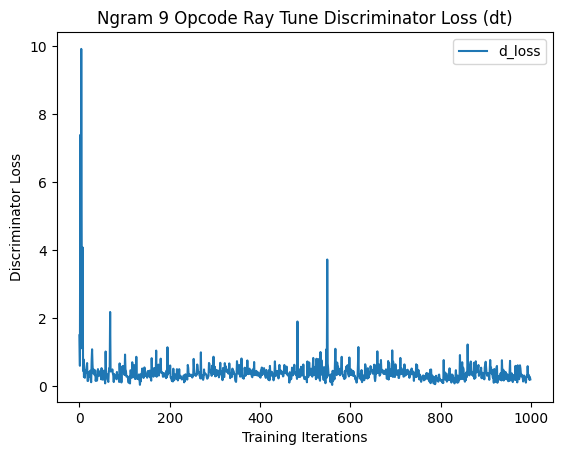 Ngram 9 Opcode Ray Tune Discriminator Loss (dt)
d_loss
Discriminator Loss
10
8
6
4
2
0
0 200 400 600 800 1000
Training Iterations